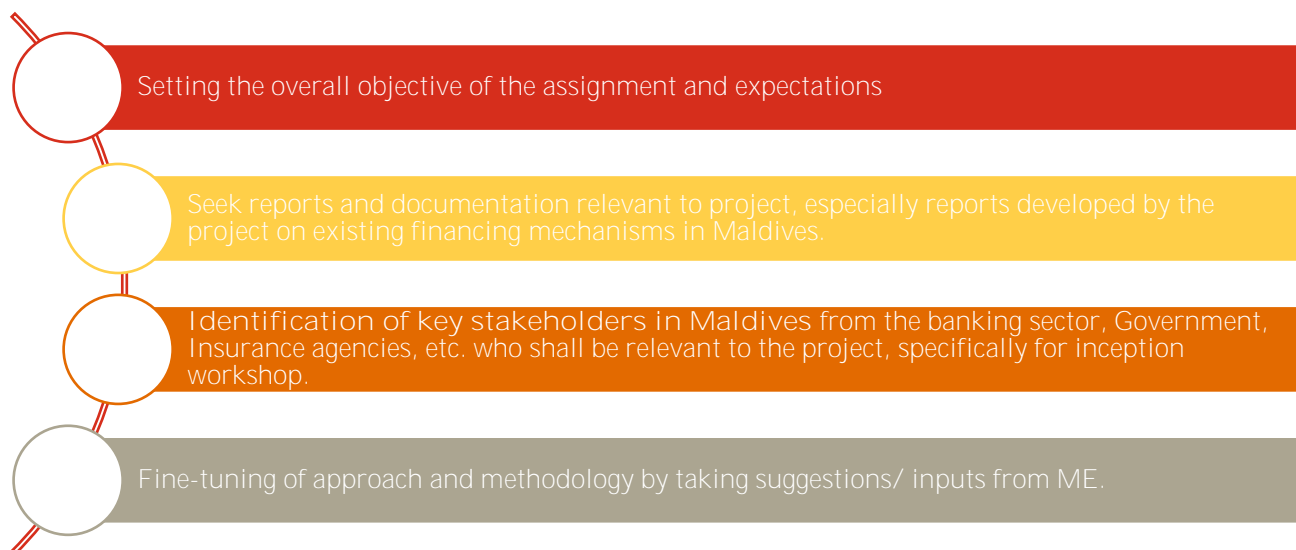 Setting the overall objective of the assignment and expectations
Seek reports and documentation relevant to project, especially reports developed by the
project on existing financing mechanisms in Maldives.
Identification of key stakeholders in Maldives from the banking sector, Government,
Insurance agencies, etc. who shall be relevant to the project, specifically for inception
workshop.
Fine-tuning of approach and methodology by taking suggestions/ inputs from ME.